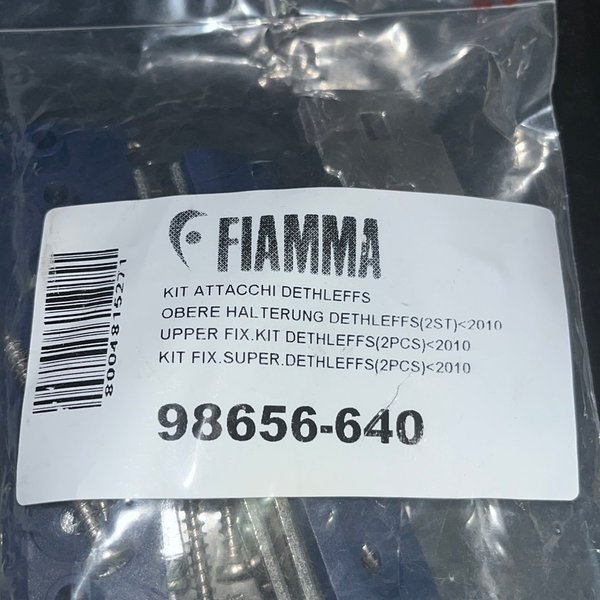 FIAMMA
KIT ATTACCHI DETHLEFFS
OBERE HALTERUNG DETHLEFFS(2ST)<2010
UPPER FIX.KIT DETHLEFFS(2PCS)<2010
KIT FIX.SUPER.DETHLEFFS(2PCS)<2010
98656-640
8004815271